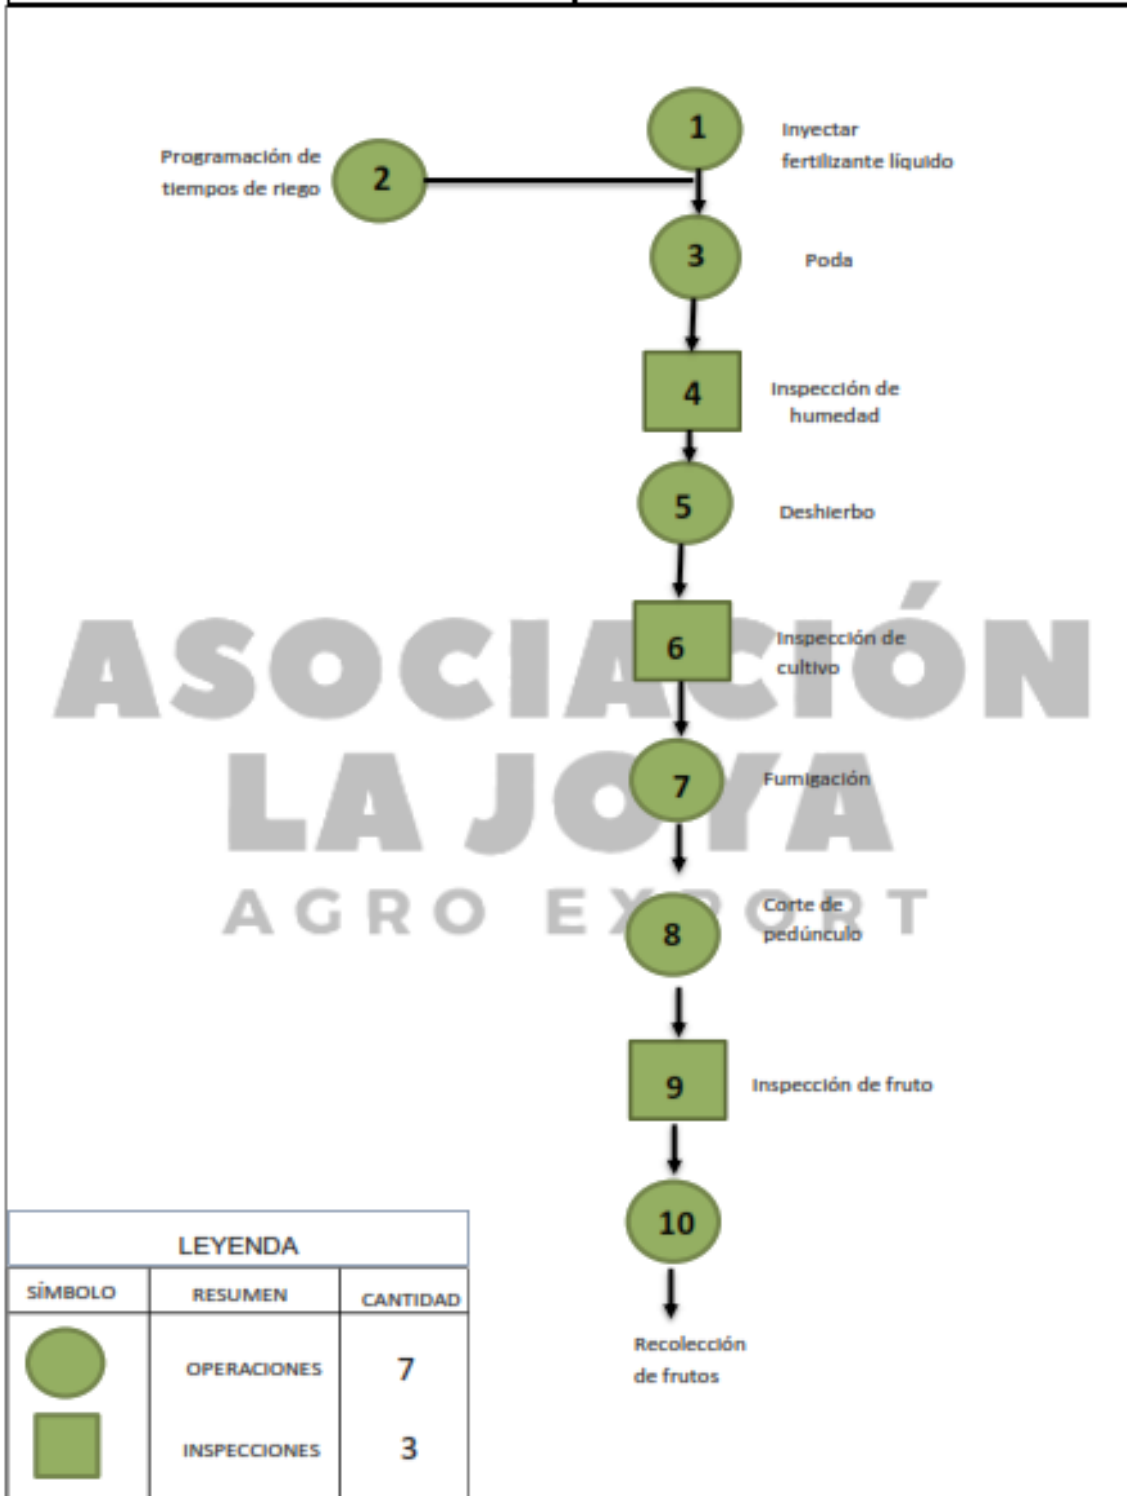 1
Inyectar
fertilizante líquido
Programación de
tiempos de riego
2
3
Poda
4
Inspección de
humedad
5
Deshierbo
6
Inspección de
cultivo
ASOCIACIÓN
LA JOYA
AGRO EXPORT
7
Fumigación
8
Corte de
pedúnculo
9
Inspección de fruto
10
Recolección
de frutos
LEYENDA
SÍMBOLO RESUMEN CANTIDAD
OPERACIONES 7
INSPECCIONES 3